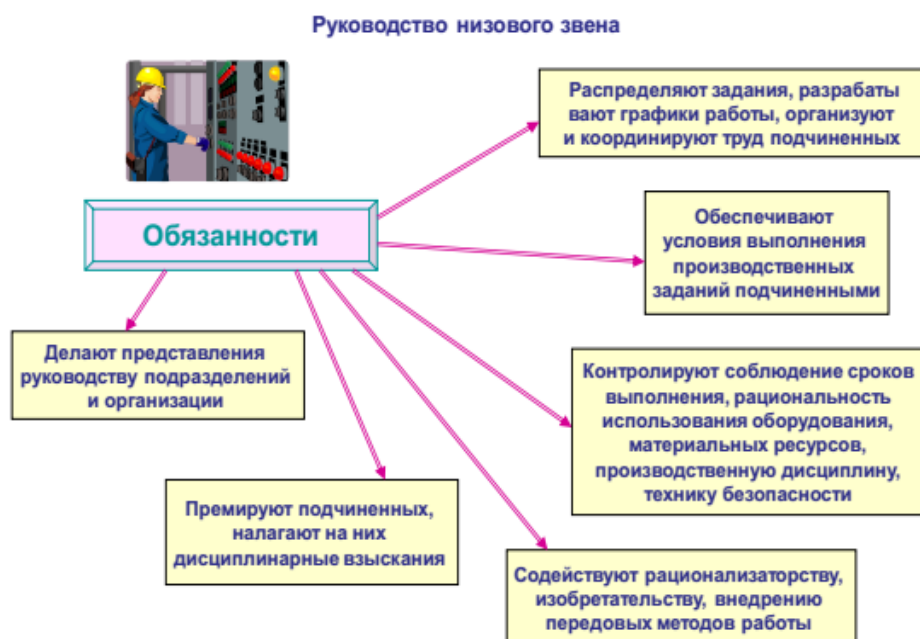 Руководство низового звена
Распределяют задания, разрабаты
вают графики работы, организуют
и координируют труд подчиненных
Обязанности
Обеспечивают
условия выполнения
производственных
заданий подчиненными
Делают представления
руководству подразделений
и организации
Контролируют соблюдение сроков
выполнения, рациональность
использования оборудования,
материальных ресурсов,
производственную дисциплину,
технику безопасности
Премируют подчиненных,
налагают на них
дисциплинарные взыскания
Содействуют рационализаторству,
изобретательству, внедрению
передовых методов работы